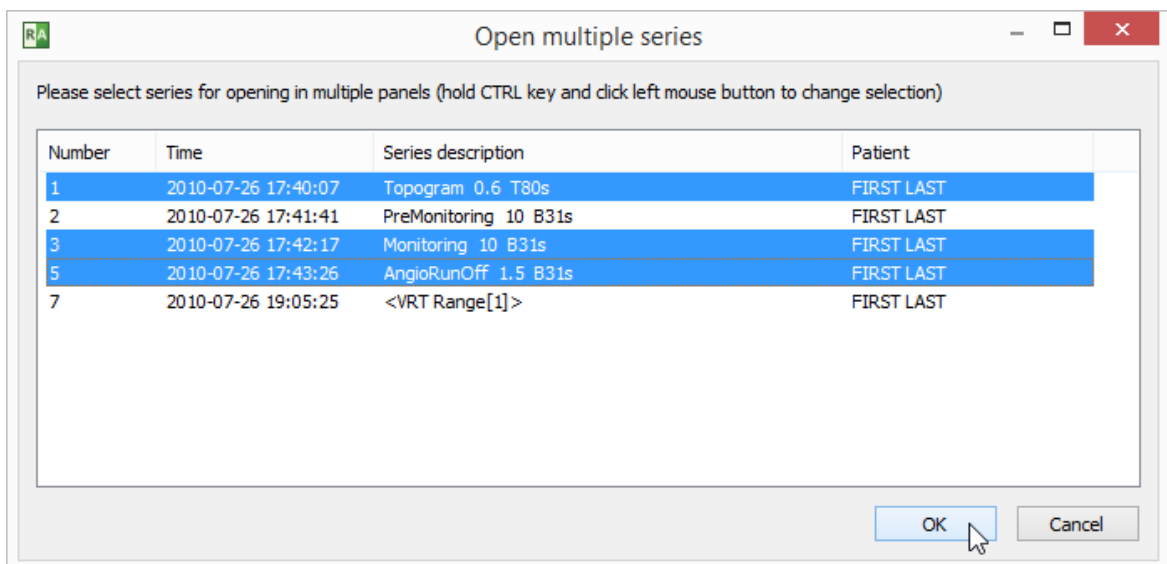 RA Open multiple series
Please select series for opening in multiple panels (hold CTRL key and click left mouse button to change selection)
Number Time Series description Patient
1 2010-07-26 17:40:07 Topogram 0.6 T80s FIRST LAST
2 2010-07-26 17:41:41 PreMonitoring 10 B31s FIRST LAST
3 2010-07-26 17:42:17 Monitoring 10 B31s FIRST LAST
5 2010-07-26 17:43:26 AngioRunOff 1.5 B31s FIRST LAST
7 2010-07-26 19:05:25 <VRT Range[1]> FIRST LAST
OK Cancel